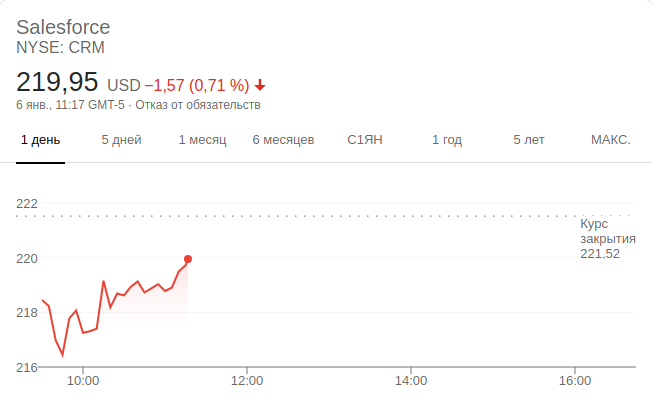 Salesforce
NYSE: CRM
219,95 USD −1,57 (0,71 %)
6 янв., 11:17 GMT-5 · Отказ от обязательств
1 день 5 дней 1 месяц 6 месяцев С1ЯН 1 год 5 лет МАКС.
222
Курс
закрытия
221,52
220
218
216
10:00 12:00 14:00 16:00